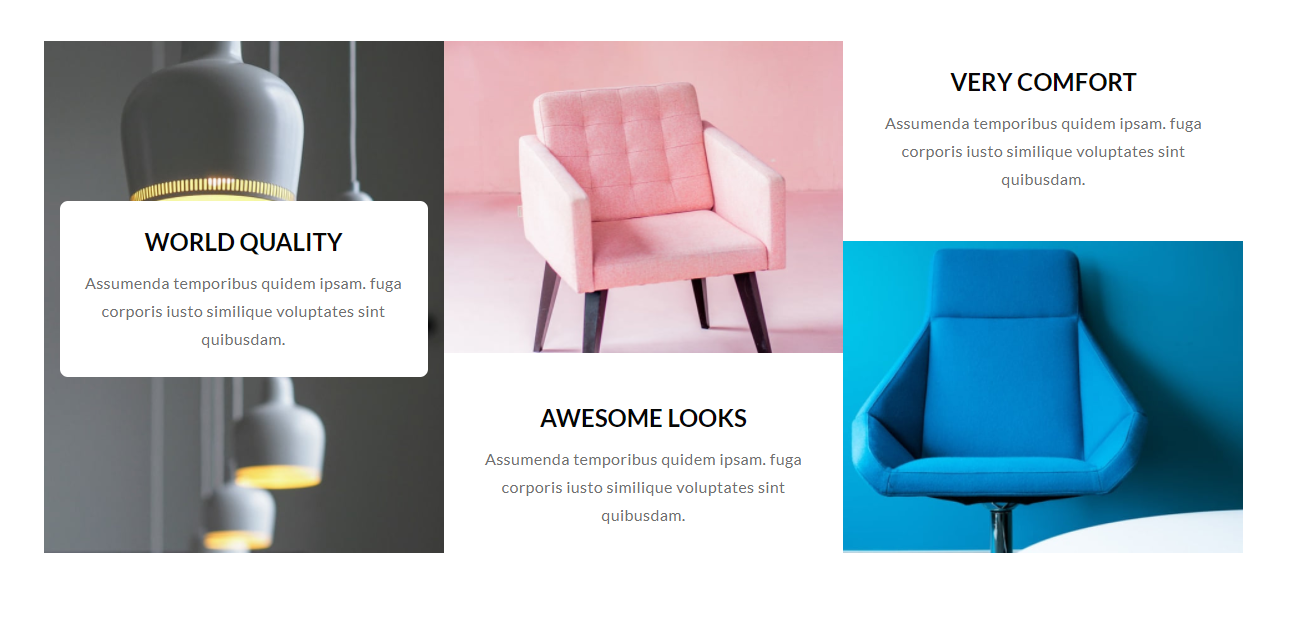 WORLD QUALITY
Assumenda temporibus quidem ipsam. fuga
corporis iusto similique voluptates sint
quibusdam.
AWESOME LOOKS
Assumenda temporibus quidem ipsam. fuga
corporis iusto similique voluptates sint
quibusdam.
VERY COMFORT
Assumenda temporibus quidem ipsam. fuga
corporis iusto similique voluptates sint
quibusdam.